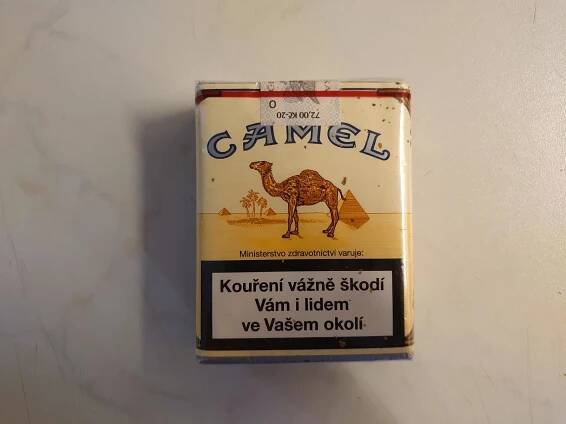 72,00 Kč-20
O
CAMEL
Ministerstvo zdravotnictví varuje:
Kouření vážně škodí
Vám i lidem
ve Vašem okolí